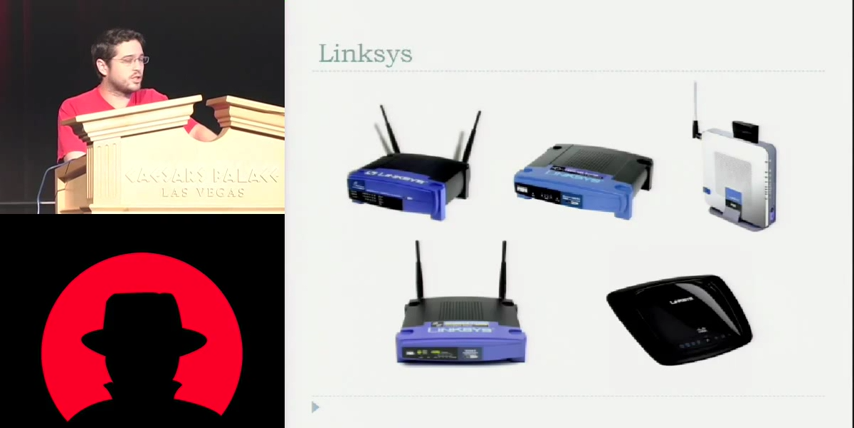 Linksys
CAESARS PALACE
LAS VEGAS
LINKSYS
LINKSYS
LINKSYS
LINKSYS